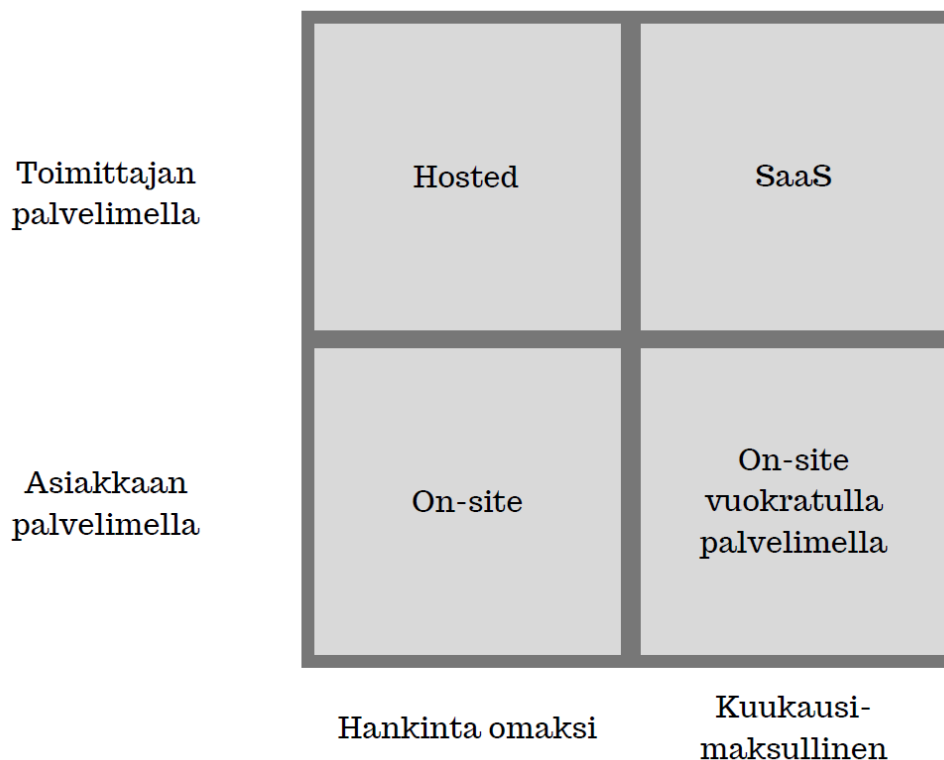 Toimittajan
palvelimella
Hosted
SaaS
Asiakkaan
palvelimella
On-site
On-site
vuokratulla
palvelimella
Hankinta omaksi
Kuukausi-
maksullinen